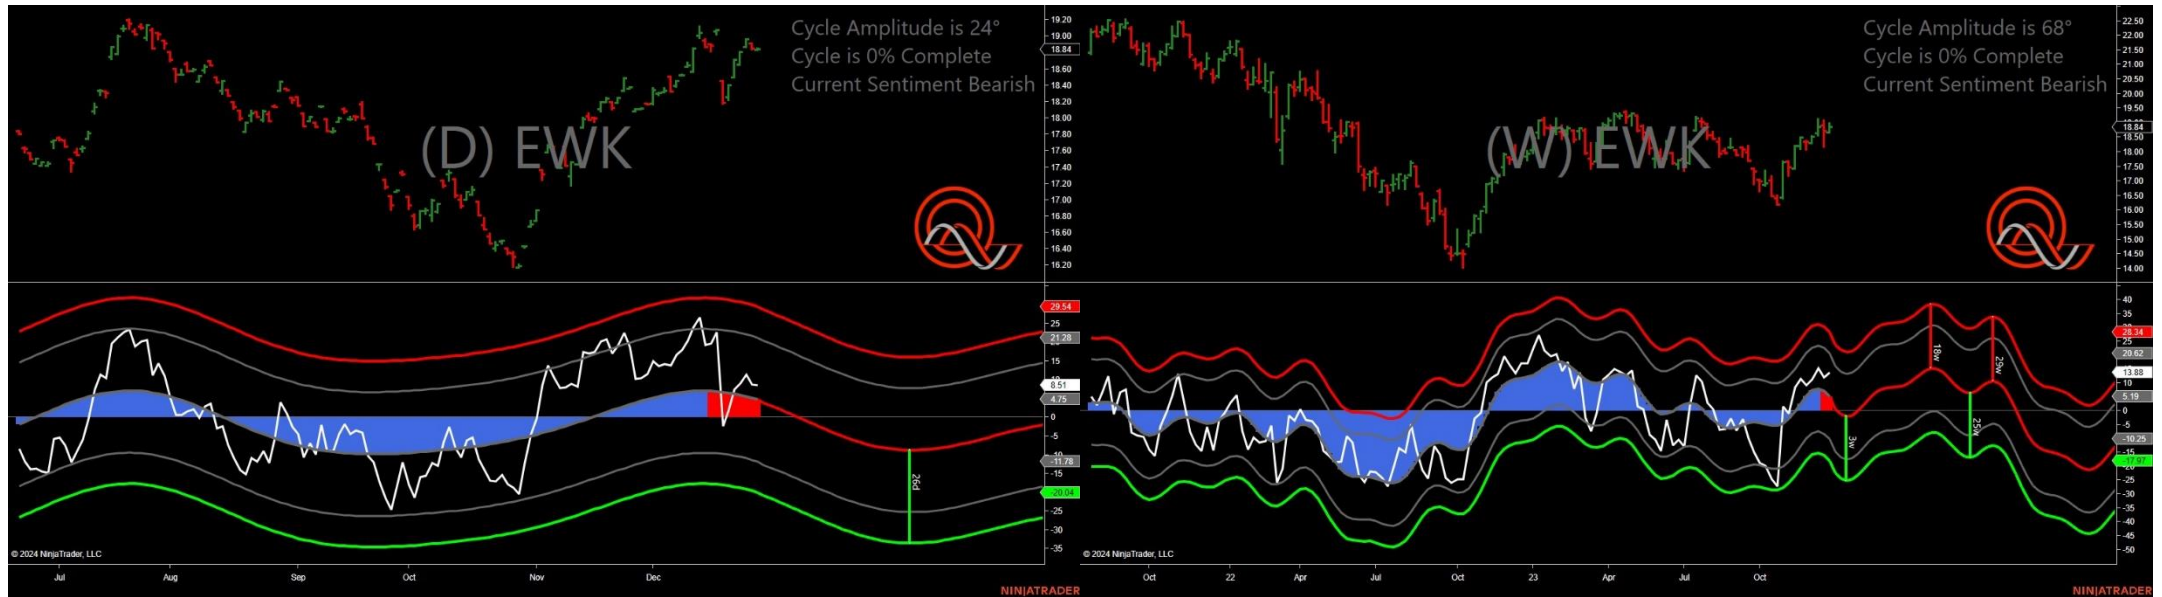 Cycle Amplitude is 24°
Cycle is 0% Complete
Current Sentiment Bearish
(D) EWK
19.20
19.00
18.84
18.60
18.40
18.20
18.00
17.80
17.60
17.40
17.20
17.00
16.80
16.60
16.40
16.20
29.54
25
21.28
15
10
8.51
4.75
0
-5
-10
-11.78
-15
-20.04
-25
-30
-35
26d
© 2024 NinjaTrader, LLC
Jul
Aug
Sep
Oct
Nov
Dec
NINJATRADER
Cycle Amplitude is 68°
Cycle is 0% Complete
Current Sentiment Bearish
(W) EWK
22.50
22.00
21.50
21.00
20.50
20.00
19.50
18.84
18.50
18.00
17.50
17.00
16.50
16.00
15.50
15.00
14.50
14.00
40
35
28.34
25
20.62
13.88
10
5.19
0
-5
-10.25
-15
-17.97
-25
-30
-35
-40
-45
-50
3w
18w
25w
29w
© 2024 NinjaTrader, LLC
Oct
22
Apr
Jul
Oct
23
Apr
Jul
Oct
NINJATRADER